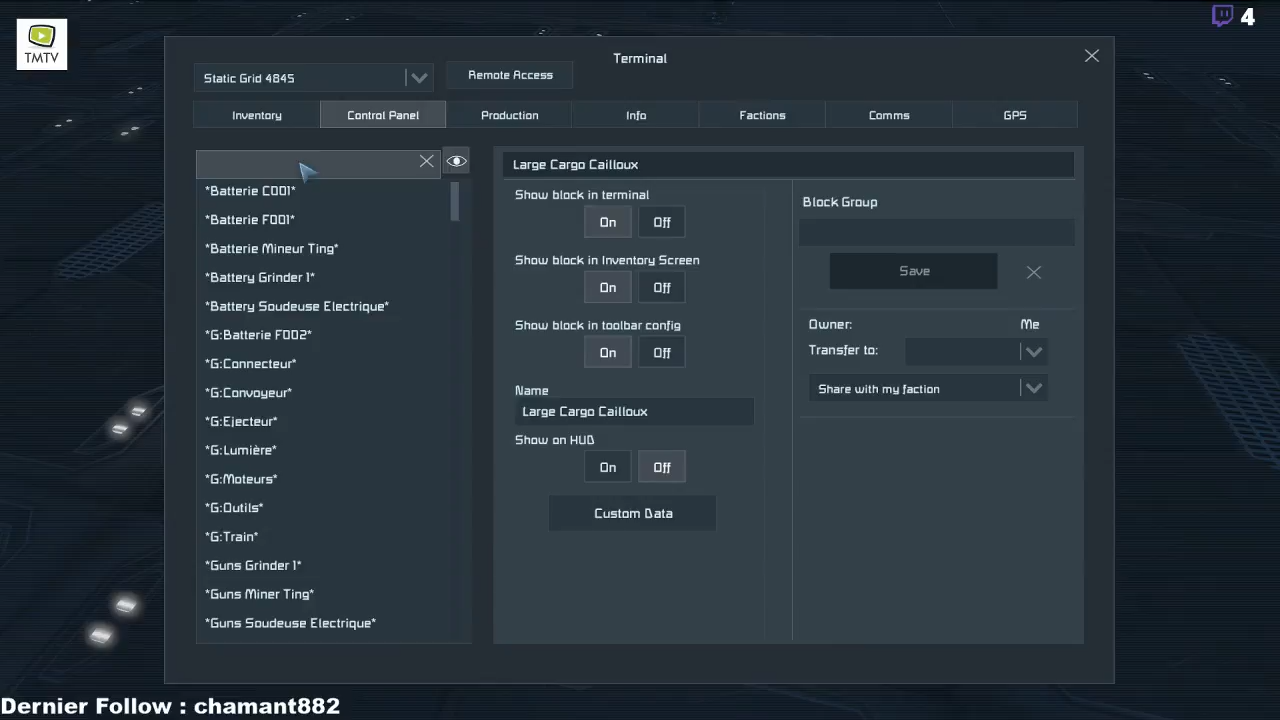 TMTV
4
Terminal
Static Grid 4845
Remote Access
Inventory
Control Panel
Production
Info
Factions
Comms
GPS
*Batterie C001*
*Batterie F001*
*Batterie Mineur Ting*
*Battery Grinder 1*
*Battery Soudeuse Electrique*
*G:Batterie F002*
*G:Connecteur*
*G:Convoyeur*
*G:Ejecteur*
*G:Lumière*
*G:Moteurs*
*G:Outils*
*G:Train*
*Guns Grinder 1*
*Guns Miner Ting*
*Guns Soudeuse Electrique*
Large Cargo Cailloux
Show block in terminal
On Off
Show block in Inventory Screen
On Off
Show block in toolbar config
On Off
Name
Large Cargo Cailloux
Show on HUD
On Off
Custom Data
Block Group
Save
Owner: Me
Transfer to:
Share with my faction
Dernier Follow : chamant882